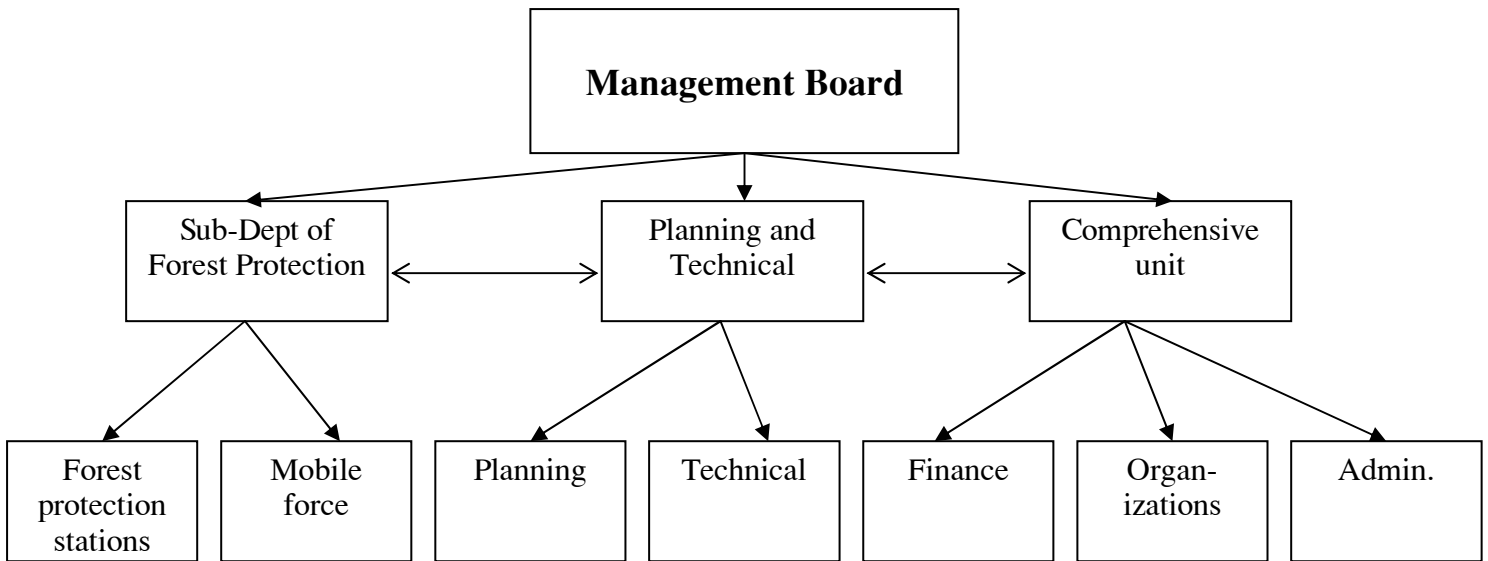 Management Board
Sub-Dept of
Forest Protection
Planning and
Technical
Comprehensive
unit
Forest
protection
stations
Mobile
force
Planning
Technical
Finance
Organ-
izations
Admin.